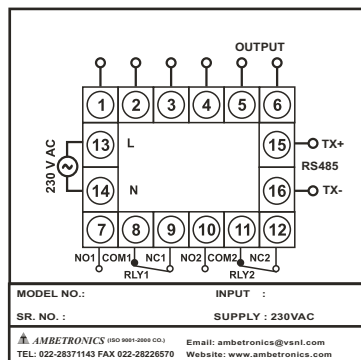 OUTPUT
1 2 3 4 5 6
13 L 15 TX+
230 V AC
RS485
14 N 16 TX-
7 8 9 10 11 12
NO1 COM1 NC1 NO2 COM2 NC2
RLY1 RLY2
MODEL NO.: INPUT :
SR. NO. : SUPPLY : 230VAC
AMBETRONICS (ISO 9001-2000 CO.) Email: ambetronics@vsnl.com
TEL: 022-28371143 FAX 022-28226570 Website: www.ambetronics.com